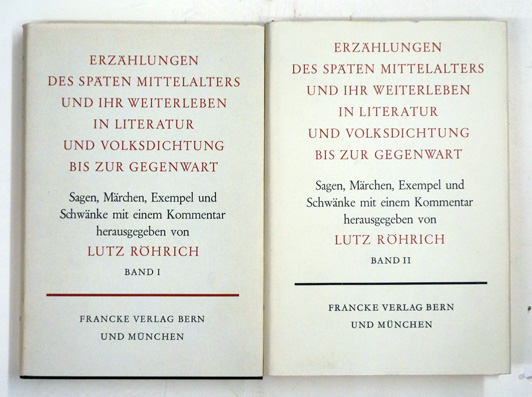 ERZÄHLUNGEN
DES SPÄTEN MITTELALTERS
UND IHR WEITERLEBEN
IN LITERATUR
UND VOLKSDICHTUNG
BIS ZUR GEGENWART
Sagen, Märchen, Exempel und
Schwänke mit einem Kommentar
herausgegeben von
LUTZ RÖHRICH
BAND I
FRANCKE VERLAG BERN
UND MÜNCHEN
ERZÄHLUNGEN
DES SPÄTEN MITTELALTERS
UND IHR WEITERLEBEN
IN LITERATUR
UND VOLKSDICHTUNG
BIS ZUR GEGENWART
Sagen, Märchen, Exempel und
Schwänke mit einem Kommentar
herausgegeben von
LUTZ RÖHRICH
BAND II
FRANCKE VERLAG BERN
UND MÜNCHEN